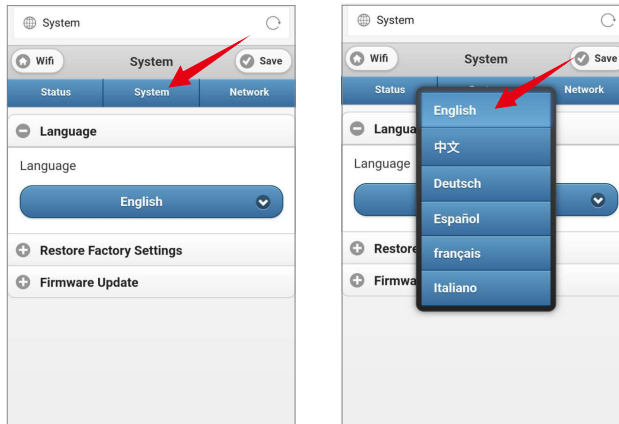 System
Wifi
System
Save
Status
System
Network
Language
Language
English
Restore Factory Settings
Firmware Update
System
Wifi
System
Save
Status
Network
Langua
Language
English
中文
Deutsch
Español
français
Italiano
Restore
Firmwa